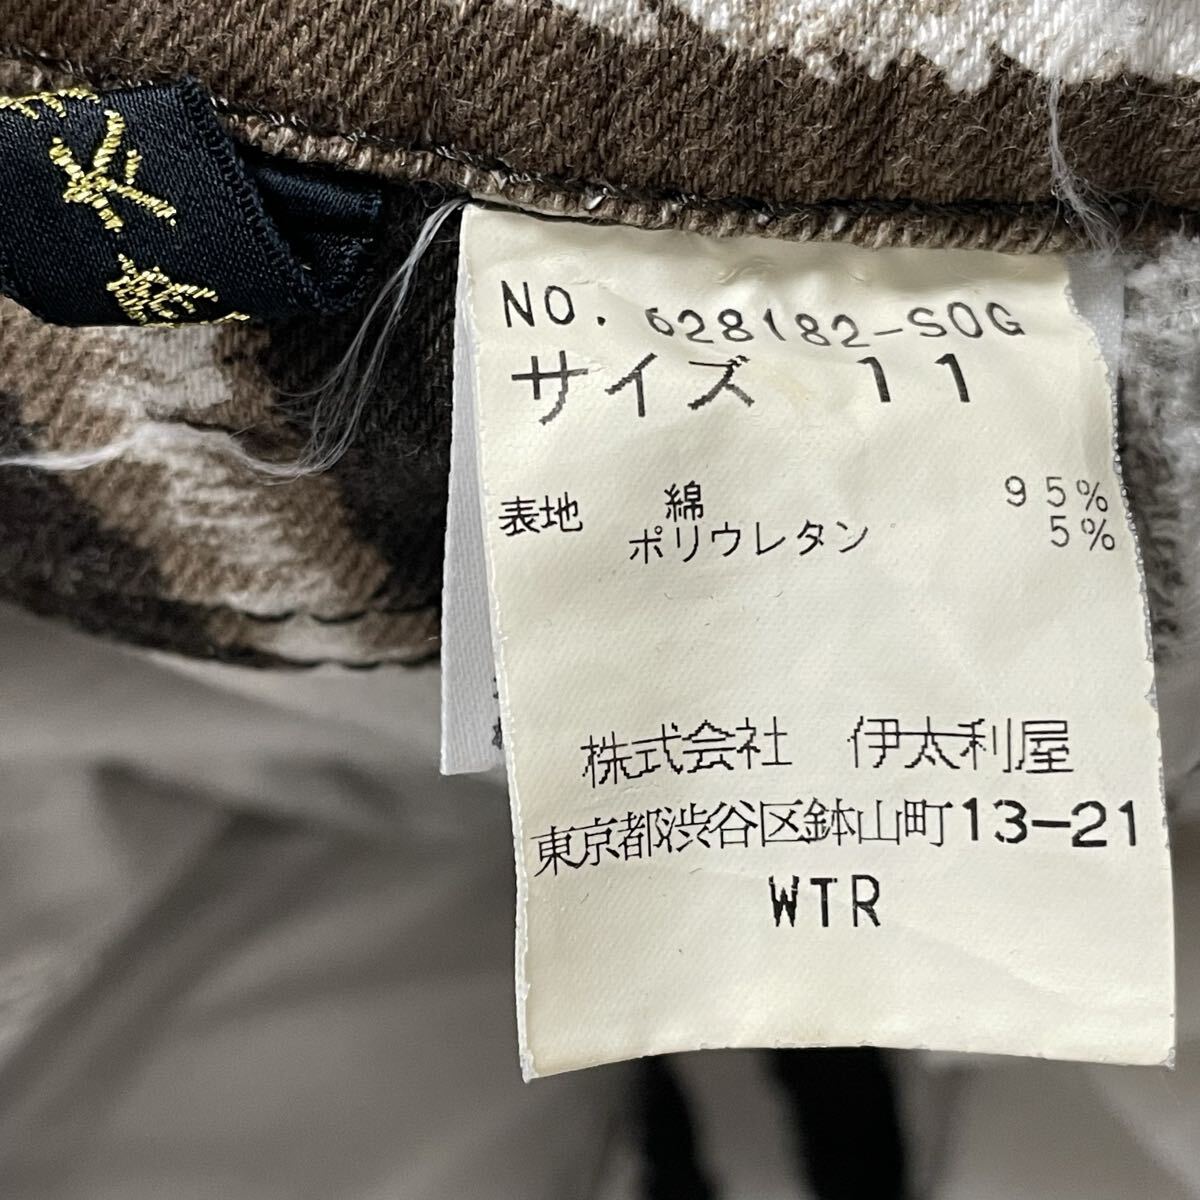 NO. 628182-SOG
サイズ 11
表地 綿 95%
ポリウレタン 5%
株式会社 伊太利屋
東京都渋谷区鉢山町13-21
WTR